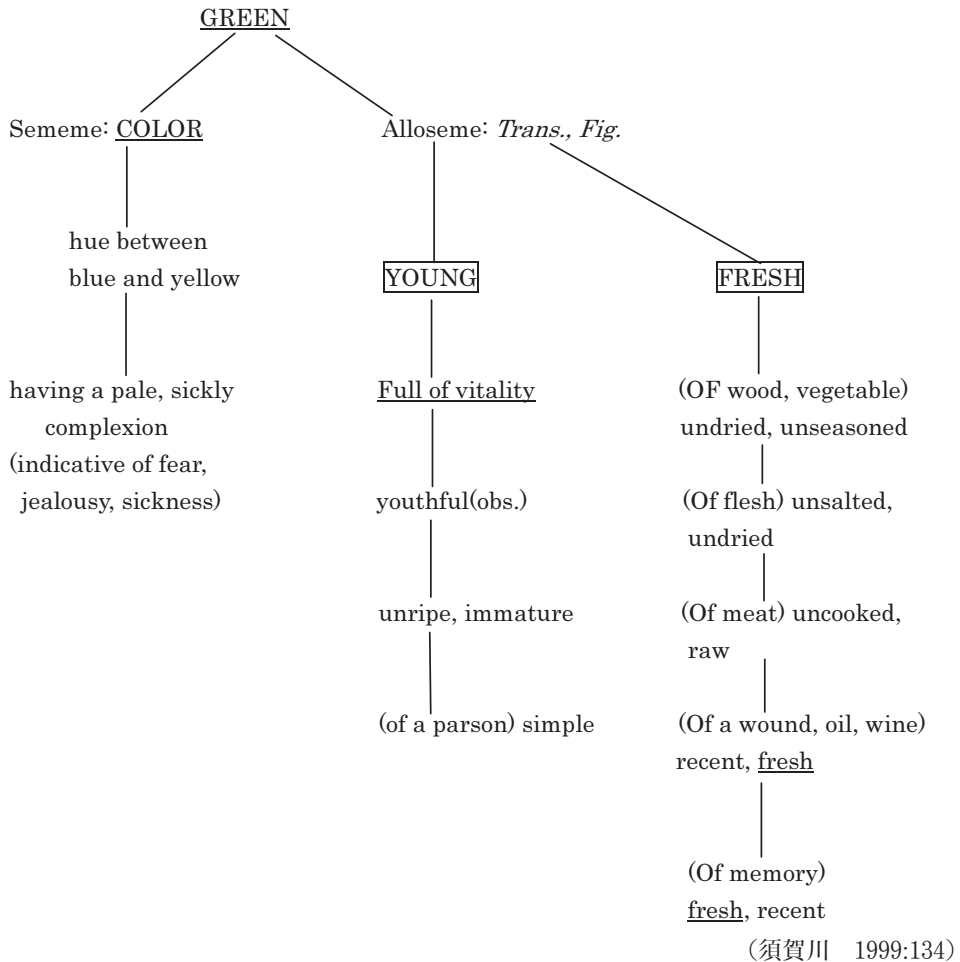 GREEN
Sememe: COLOR
Alloseme: Trans., Fig.
hue between
blue and yellow
having a pale, sickly
complexion
(indicative of fear,
jealousy, sickness)
YOUNG
Full of vitality
youthful(obs.)
unripe, immature
(of a parson) simple
FRESH
(OF wood, vegetable)
undried, unseasoned
(Of flesh) unsalted,
undried
(Of meat) uncooked,
raw
(Of a wound, oil, wine)
recent, fresh
(Of memory)
fresh, recent
（須賀川　1999:134）